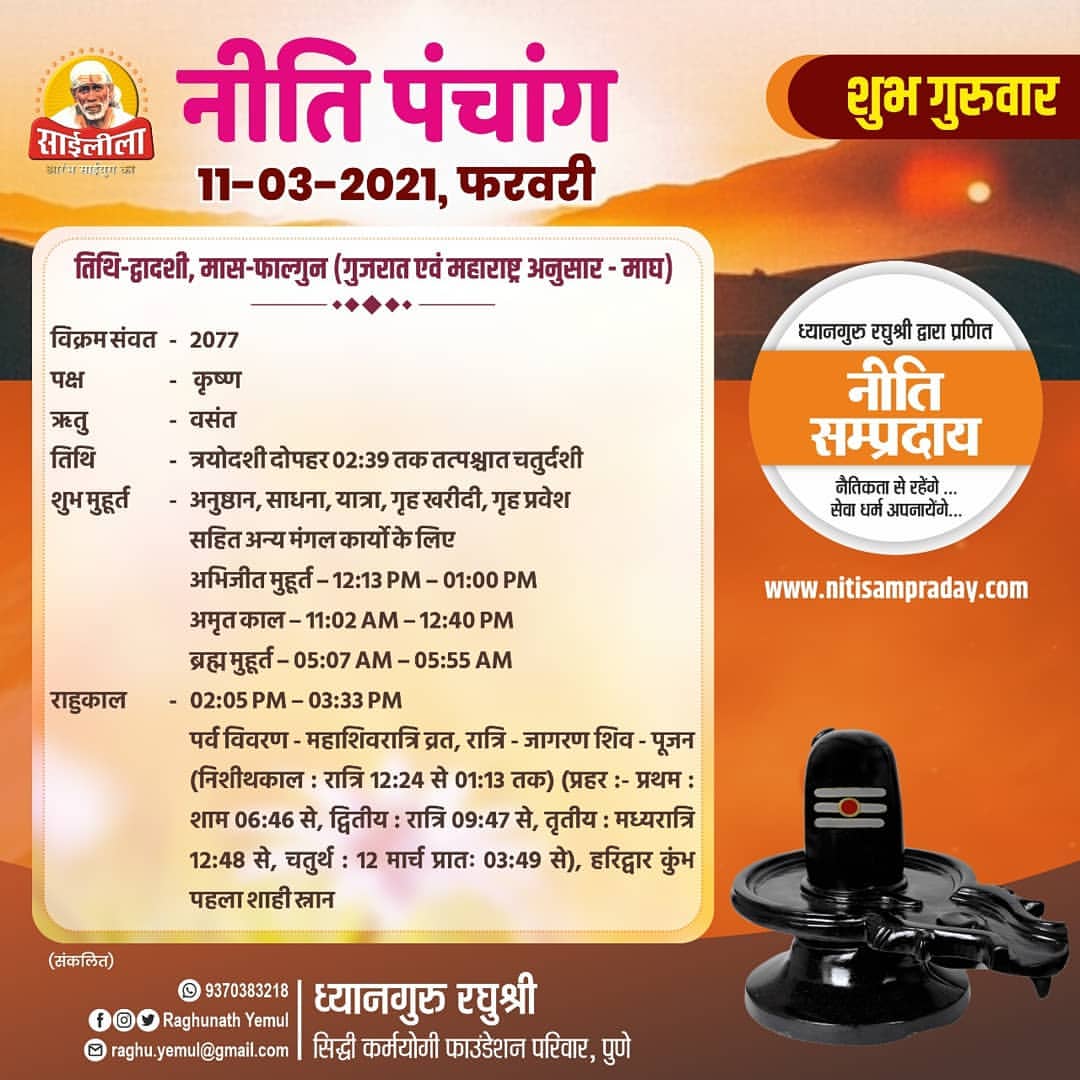 साईलीला
आरंभ साईयुग का
नीति पंचांग
11-03-2021, फरवरी
शुभ गुरुवार
तिथि-द्वादशी, मास-फाल्गुन (गुजरात एवं महाराष्ट्र अनुसार - माघ)
विक्रम संवत - 2077
पक्ष - कृष्ण
ऋतु - वसंत
तिथि - त्रयोदशी दोपहर 02:39 तक तत्पश्चात चतुर्दशी
शुभ मुहूर्त - अनुष्ठान, साधना, यात्रा, गृह खरीदी, गृह प्रवेश
सहित अन्य मंगल कार्यो के लिए
अभिजीत मुहूर्त – 12:13 PM – 01:00 PM
अमृत काल – 11:02 AM – 12:40 PM
ब्रह्म मुहूर्त – 05:07 AM – 05:55 AM
राहुकाल - 02:05 PM – 03:33 PM
पर्व विवरण - महाशिवरात्रि व्रत, रात्रि - जागरण शिव - पूजन
(निशीथकाल : रात्रि 12:24 से 01:13 तक) (प्रहर :- प्रथम :
शाम 06:46 से, द्वितीय : रात्रि 09:47 से, तृतीय : मध्यरात्रि
12:48 से, चतुर्थ : 12 मार्च प्रातः 03:49 से), हरिद्वार कुंभ
पहला शाही स्नान
ध्यानगुरु रघुश्री द्वारा प्रणित
नीति
सम्प्रदाय
नैतिकता से रहेंगे ...
सेवा धर्म अपनायेंगे...
www.nitisampraday.com
(संकलित)
9370383218
Raghunath Yemul
raghu.yemul@gmail.com
ध्यानगुरु रघुश्री
सिद्धी कर्मयोगी फाउंडेशन परिवार, पुणे